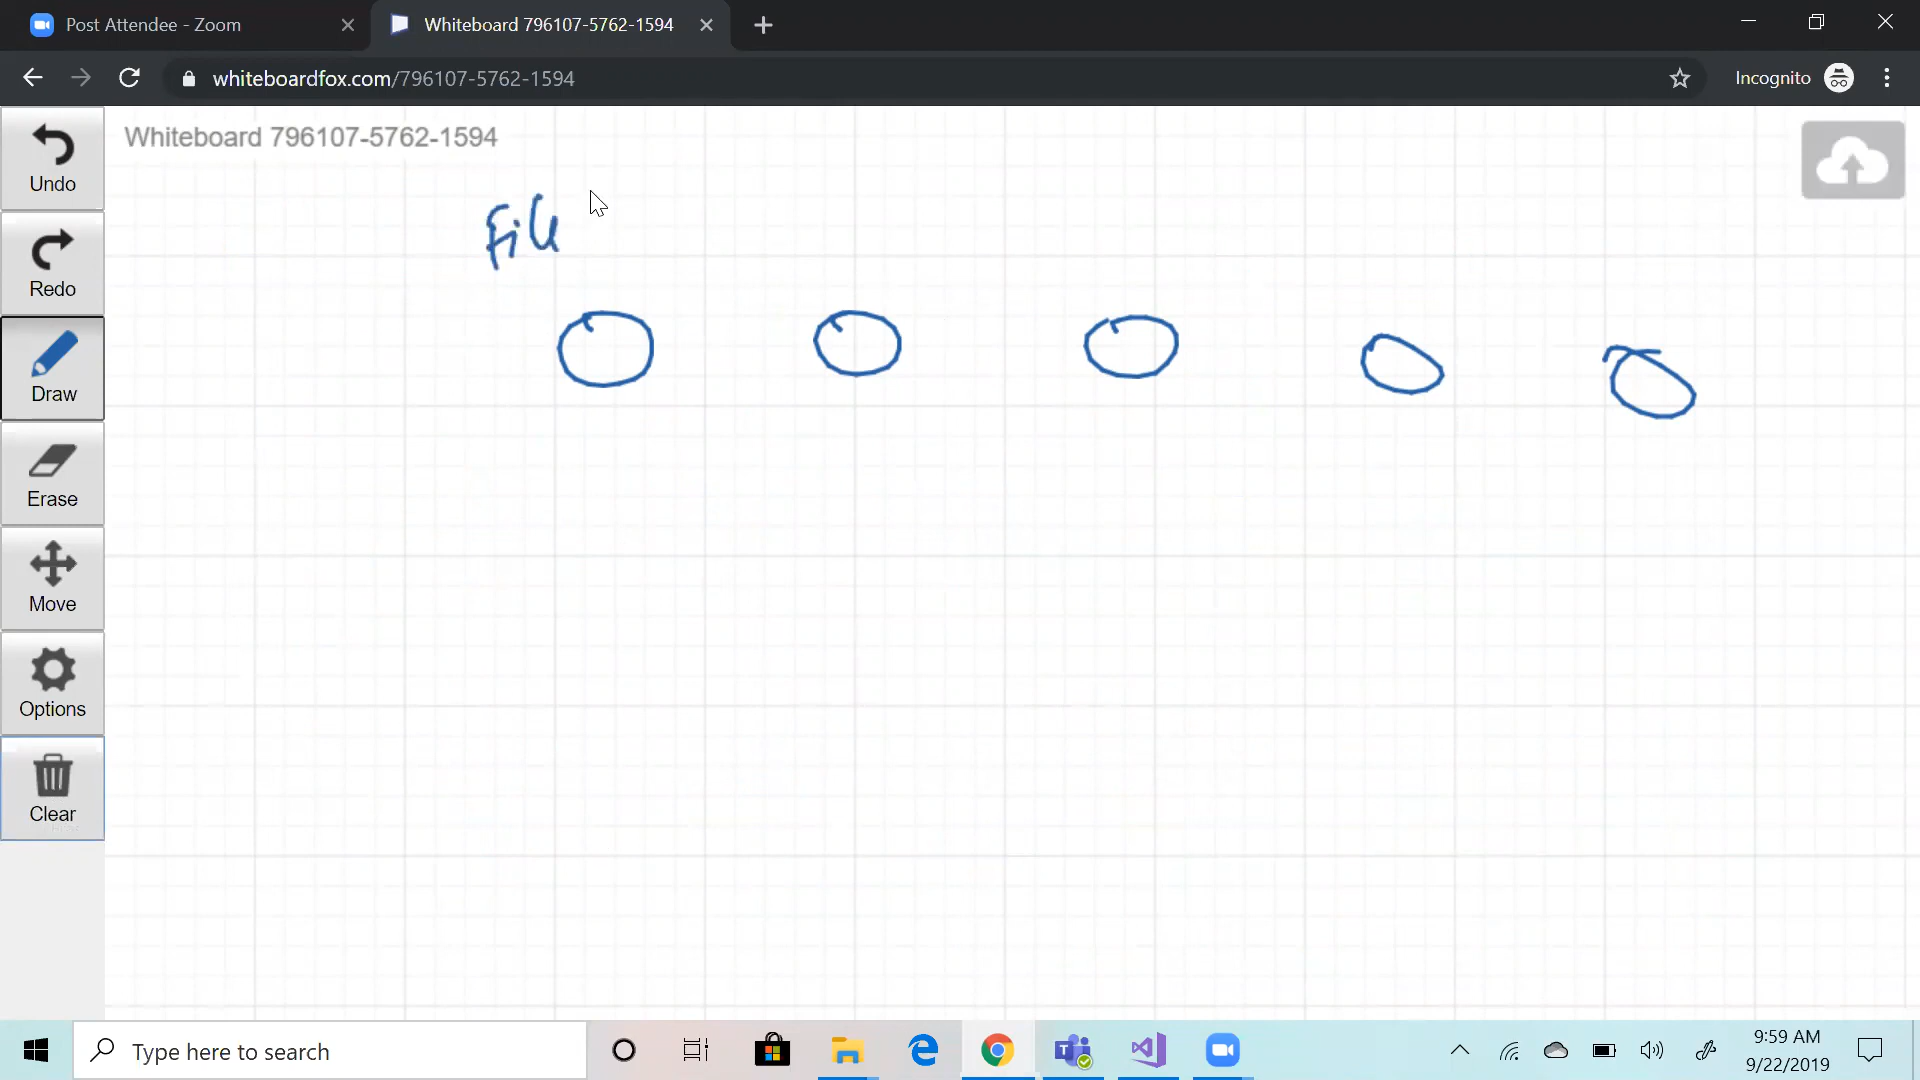 Post Attendee - Zoom
Whiteboard 796107-5762-1594
whiteboardfox.com/796107-5762-1594
Incognito
Undo
Redo
Draw
Erase
Move
Options
Clear
Whiteboard 796107-5762-1594
File
Type here to search
9:59 AM
9/22/2019